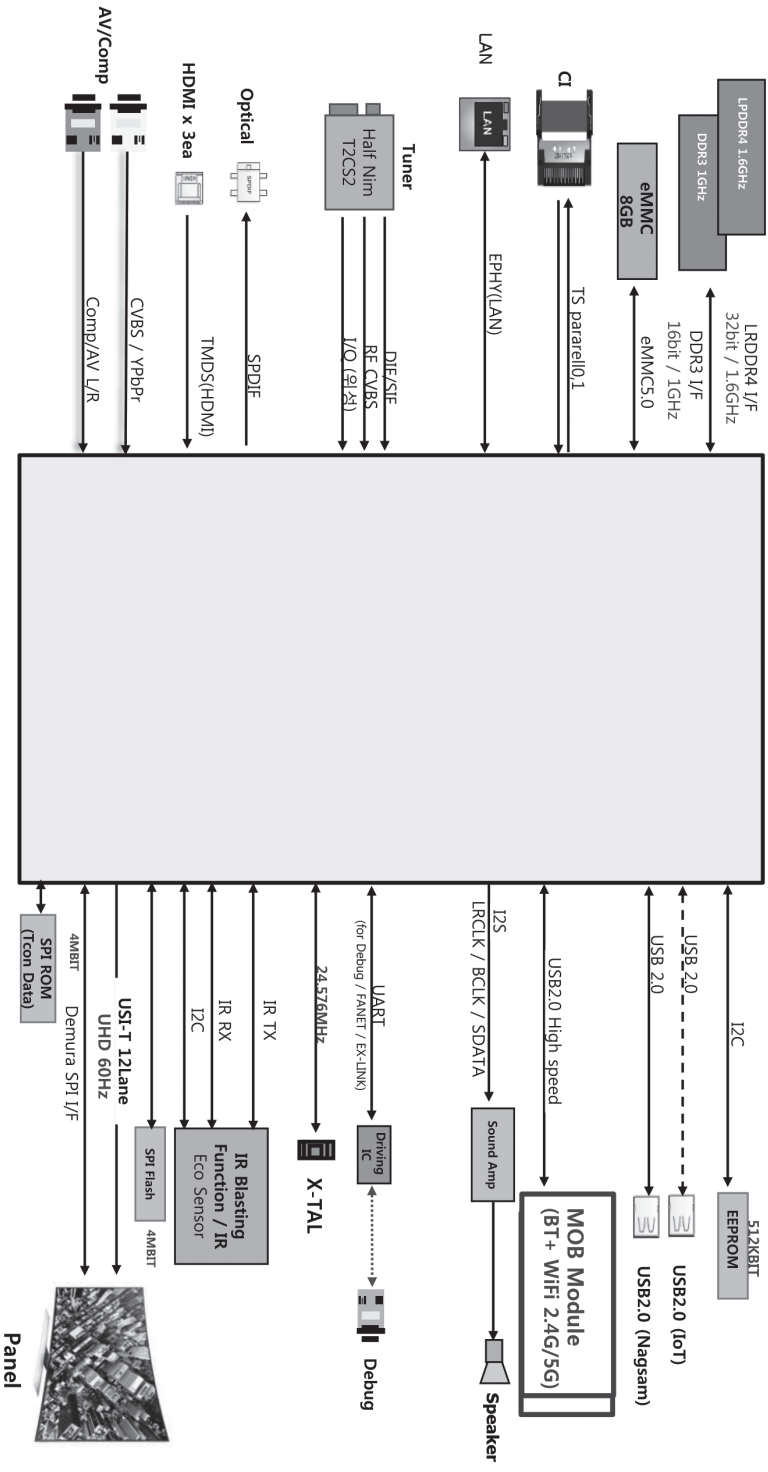 LPDDR4 1.6GHz
DDR3 1GHz
LRDDR4 I/F
32bit / 1.6GHz
DDR3 I/F
16bit / 1GHz
eMMC
8GB
eMMC5.0
CI
TS pararell0,1
LAN
LAN
EPHY(LAN)
Tuner
Half Nim
T2CS2
DIF/SIF
RF CVBS
I/Q (위성)
Optical
SPDIF
SPDIF
HDMI x 3ea
HDMI
TMDS(HDMI)
AV/Comp
CVBS / YPbPr
Comp/AV L/R
I2C
512KBIT
EEPROM
USB 2.0
USB2.0 (IoT)
USB 2.0
USB2.0 (Nagsam)
USB2.0 High speed
MOB Module
(BT+ WiFi 2.4G/5G)
I2S
LRCLK / BCLK / SDATA
Sound Amp
Speaker
UART
(for Debug / FANET / EX-LINK)
Driving
IC
Debug
24.576MHz
X-TAL
IR TX
IR RX
I2C
IR Blasting
Function / IR
Eco Sensor
SPI Flash
4MBIT
USI-T 12Lane
UHD 60Hz
Demura SPI I/F
Panel
4MBIT
SPI ROM
(Tcon Data)